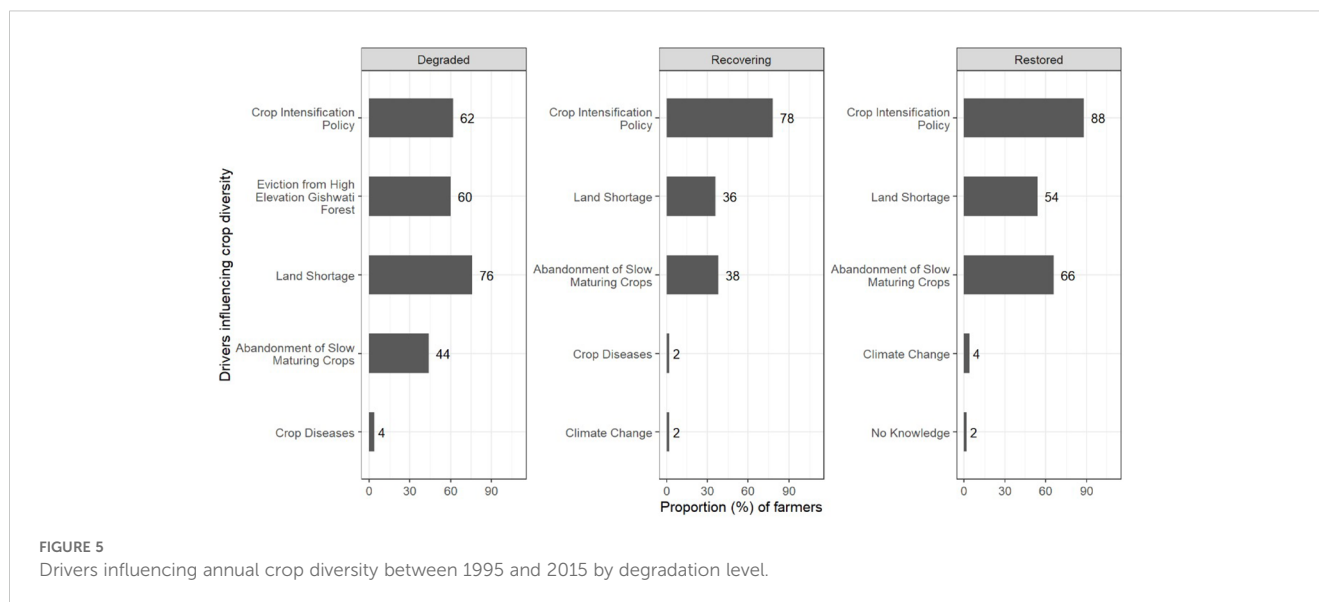 Degraded
Recovering
Restored
Drivers influencing crop diversity
Crop Intensification
Policy
62
Eviction from High
Elevation Gishwati
Forest
60
Land Shortage
76
Abandonment of Slow
Maturing Crops
44
Crop Diseases
4
0 30 60 90
Crop Intensification
Policy
78
Land Shortage
36
Abandonment of Slow
Maturing Crops
38
Crop Diseases
2
Climate Change
2
0 30 60 90
Crop Intensification
Policy
88
Land Shortage
54
Abandonment of Slow
Maturing Crops
66
Climate Change
4
No Knowledge
2
0 30 60 90
Proportion (%) of farmers
FIGURE 5
Drivers influencing annual crop diversity between 1995 and 2015 by degradation level.